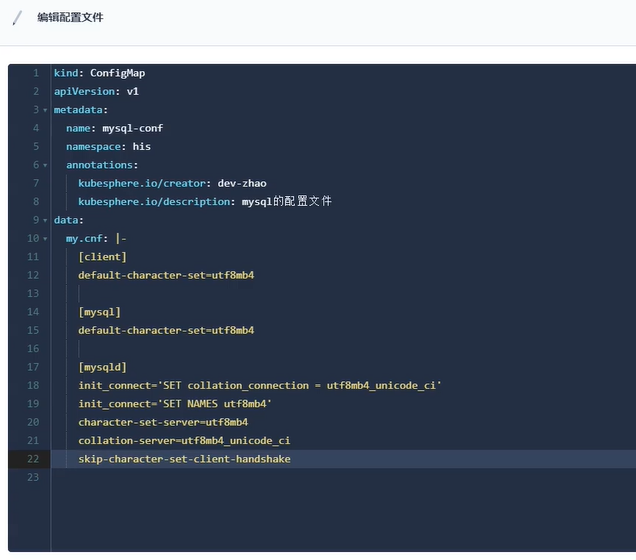 编辑配置文件
1 kind: ConfigMap
2 apiVersion: v1
3 metadata:
4 name: mysql-conf
5 namespace: his
6 annotations:
7 kubesphere.io/creator: dev-zhao
8 kubesphere.io/description: mysql的配置文件
9 data:
10 my.cnf: |-
11 [client]
12 default-character-set=utf8mb4
13
14 [mysql]
15 default-character-set=utf8mb4
16
17 [mysqld]
18 init_connect='SET collation_connection = utf8mb4_unicode_ci'
19 init_connect='SET NAMES utf8mb4'
20 character-set-server=utf8mb4
21 collation-server=utf8mb4_unicode_ci
22 skip-character-set-client-handshake
23